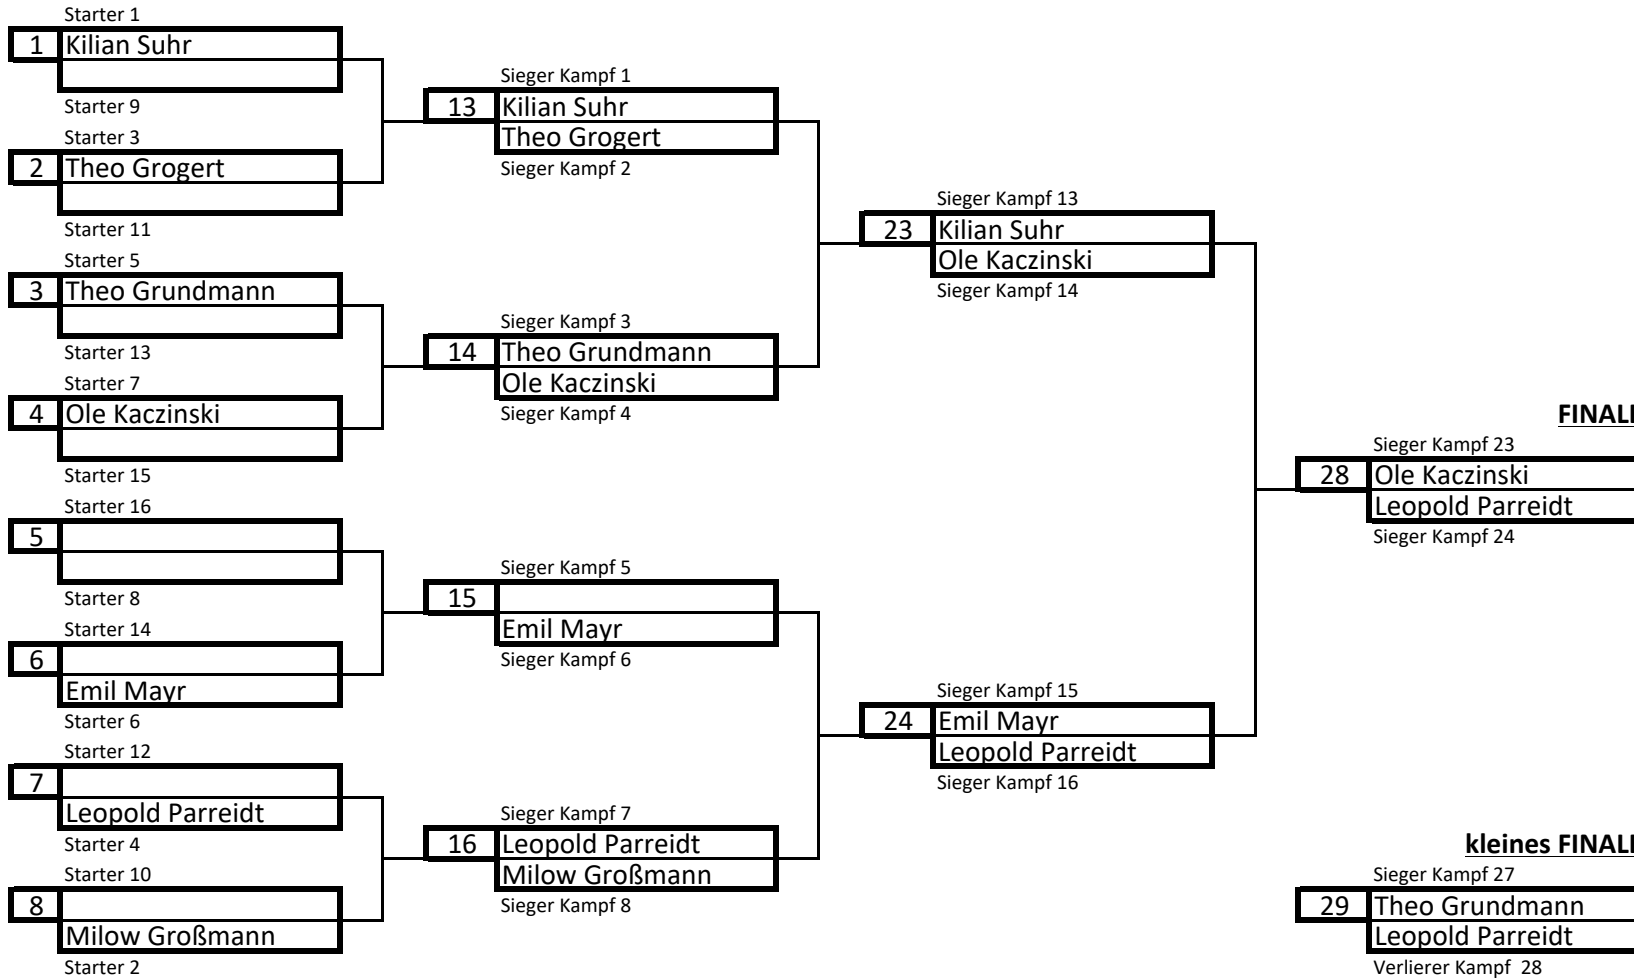 Starter 1
1 Kilian Suhr
Starter 9
Starter 3
2 Theo Grogert
Starter 11
Starter 5
3 Theo Grundmann
Starter 13
Starter 7
4 Ole Kaczinski
Starter 15
Starter 16
5
Starter 8
Starter 14
6
Emil Mayr
Starter 6
Starter 12
7
Leopold Parreidt
Starter 4
Starter 10
8
Milow Großmann
Starter 2
Sieger Kampf 1
13 Kilian Suhr
Theo Grogert
Sieger Kampf 2
Sieger Kampf 3
14 Theo Grundmann
Ole Kaczinski
Sieger Kampf 4
Sieger Kampf 5
15
Emil Mayr
Sieger Kampf 6
Sieger Kampf 7
16 Leopold Parreidt
Milow Großmann
Sieger Kampf 8
Sieger Kampf 13
23 Kilian Suhr
Ole Kaczinski
Sieger Kampf 14
Sieger Kampf 15
24 Emil Mayr
Leopold Parreidt
Sieger Kampf 16
FINALE
Sieger Kampf 23
28 Ole Kaczinski
Leopold Parreidt
Sieger Kampf 24
kleines FINALE
Sieger Kampf 27
29 Theo Grundmann
Leopold Parreidt
Verlierer Kampf 28